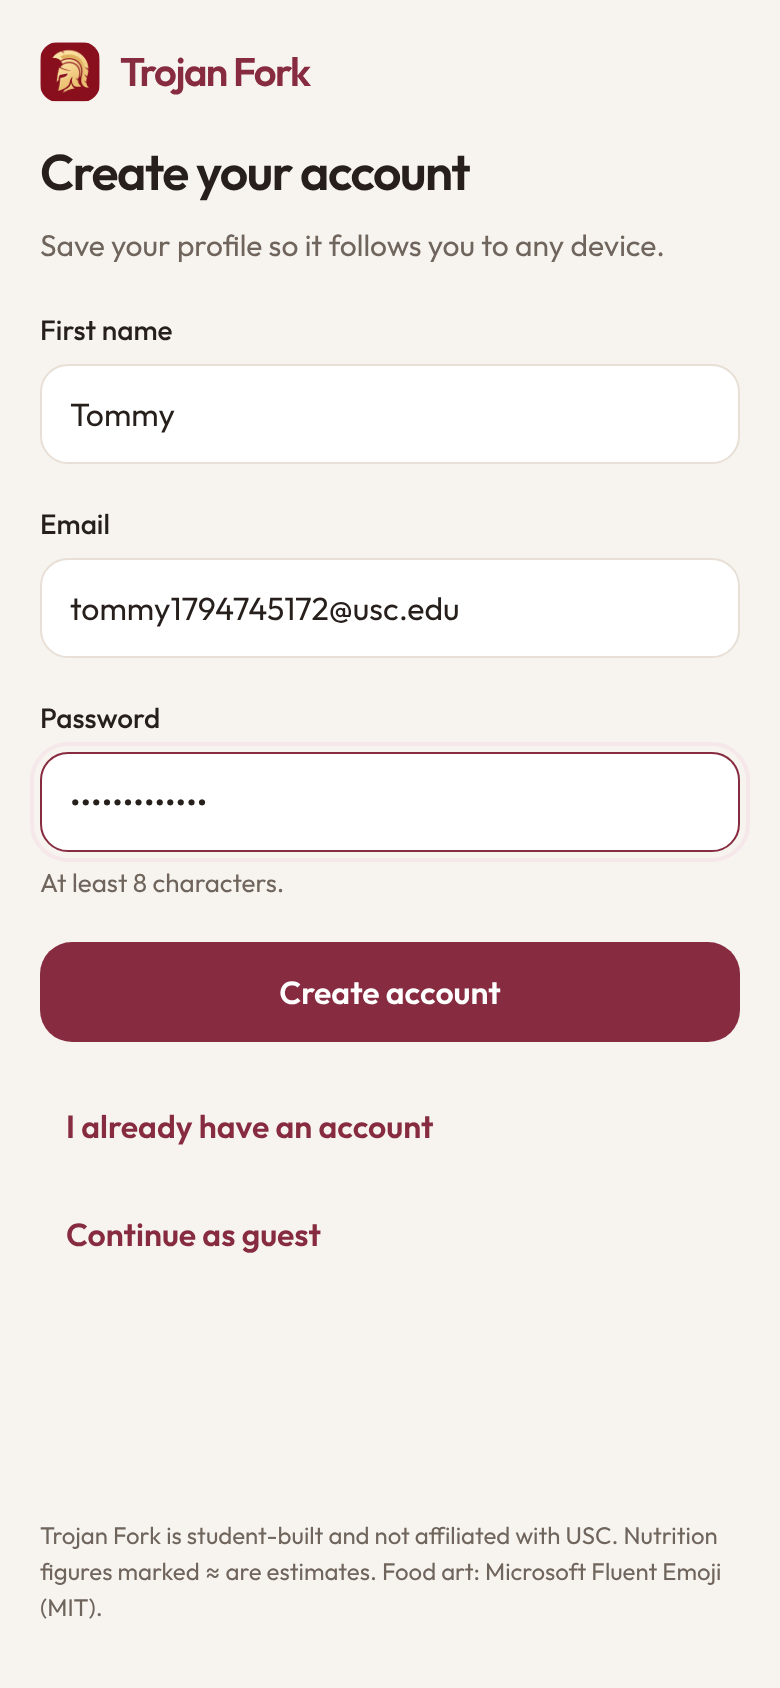 Trojan Fork
Create your account
Save your profile so it follows you to any device.
First name
Tommy
Email
tommy1794745172@usc.edu
Password
•••••••••••••
At least 8 characters.
Create account
I already have an account
Continue as guest
Trojan Fork is student-built and not affiliated with USC. Nutrition
figures marked ≈ are estimates. Food art: Microsoft Fluent Emoji
(MIT).